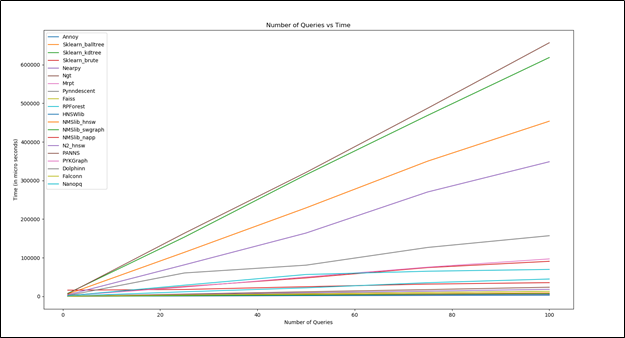 Number of Queries vs Time
Annoy
Sklearn_balltree
Sklearn_kdtree
Sklearn_brute
Nearpy
Ngt
Mrpt
Pynndescent
Faiss
RPForest
HNSWlib
NMSlib_hnsw
NMSlib_swgraph
NMSlib_napp
N2_hnsw
PANNS
PYKGraph
Dolphinn
Falconn
Nanopq
600000
500000
400000
300000
200000
100000
0
Time (in micro seconds)
0 20 40 60 80 100
Number of Queries